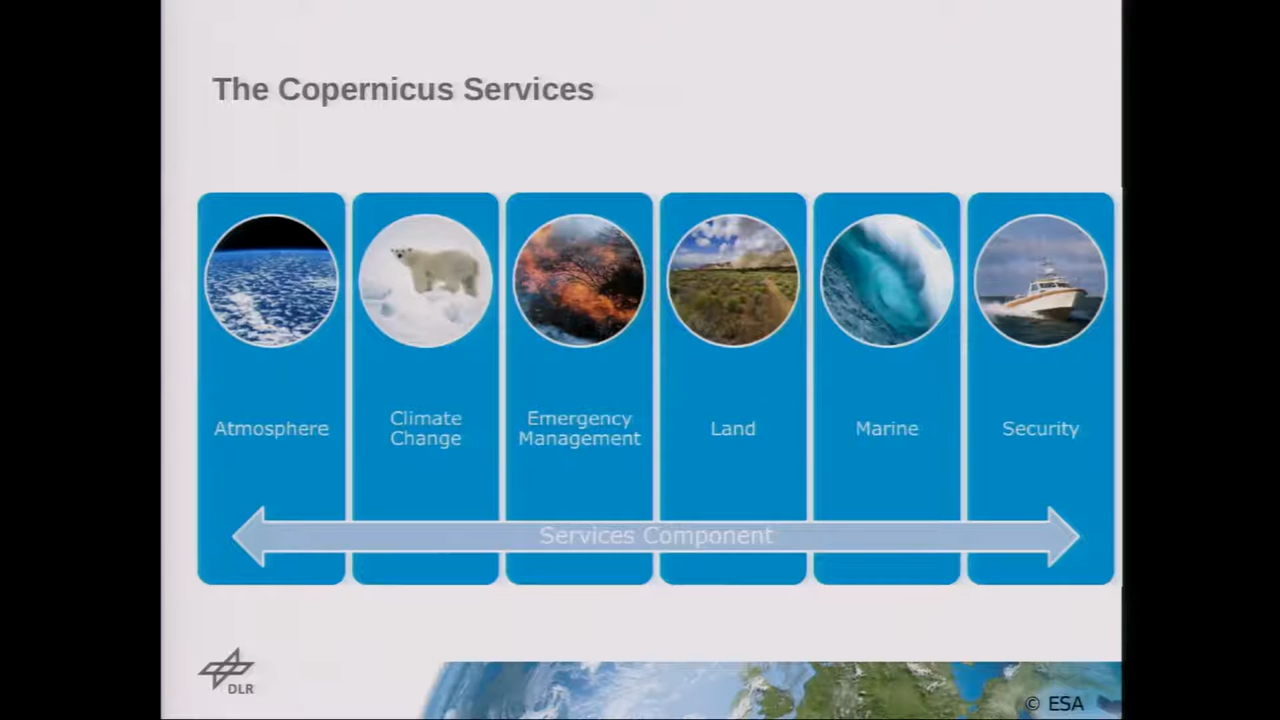 The Copernicus Services
Atmosphere
Climate
Change
Emergency
Management
Land
Marine
Security
Services Component
DLR
© ESA